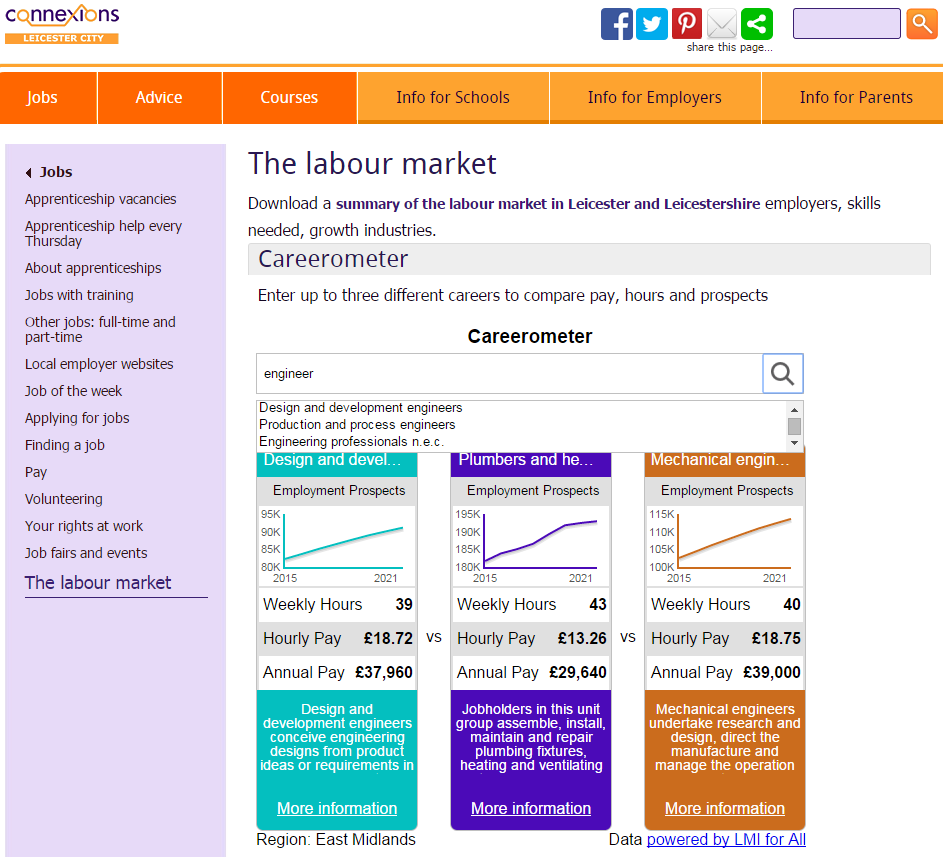 connexions
LEICESTER CITY
share this page...
Jobs
Advice
Courses
Info for Schools
Info for Employers
Info for Parents
Jobs
Apprenticeship vacancies
Apprenticeship help every
Thursday
About apprenticeships
Jobs with training
Other jobs: full-time and
part-time
Local employer websites
Job of the week
Applying for jobs
Finding a job
Pay
Volunteering
Your rights at work
Job fairs and events
The labour market
The labour market
Download a summary of the labour market in Leicester and Leicestershire employers, skills
needed, growth industries.
Careerometer
Enter up to three different careers to compare pay, hours and prospects
Careerometer
engineer
Design and development engineers
Production and process engineers
Engineering professionals n.e.c.
Design and devel...
Employment Prospects
95K
90K
85K
80K
2015 2021
Weekly Hours 39
Hourly Pay £18.72
Annual Pay £37,960
Design and
development engineers
conceive engineering
designs from product
ideas or requirements in
More information
vs
Plumbers and he...
Employment Prospects
195K
190K
185K
180K
2015 2021
Weekly Hours 43
Hourly Pay £13.26
Annual Pay £29,640
Jobholders in this unit
group assemble, install,
maintain and repair
plumbing fixtures,
heating and ventilating
More information
vs
Mechanical engin...
Employment Prospects
115K
110K
105K
100K
2015 2021
Weekly Hours 40
Hourly Pay £18.75
Annual Pay £39,000
Mechanical engineers
undertake research and
design, direct the
manufacture and
manage the operation
More information
Region: East Midlands
Data powered by LMI for All